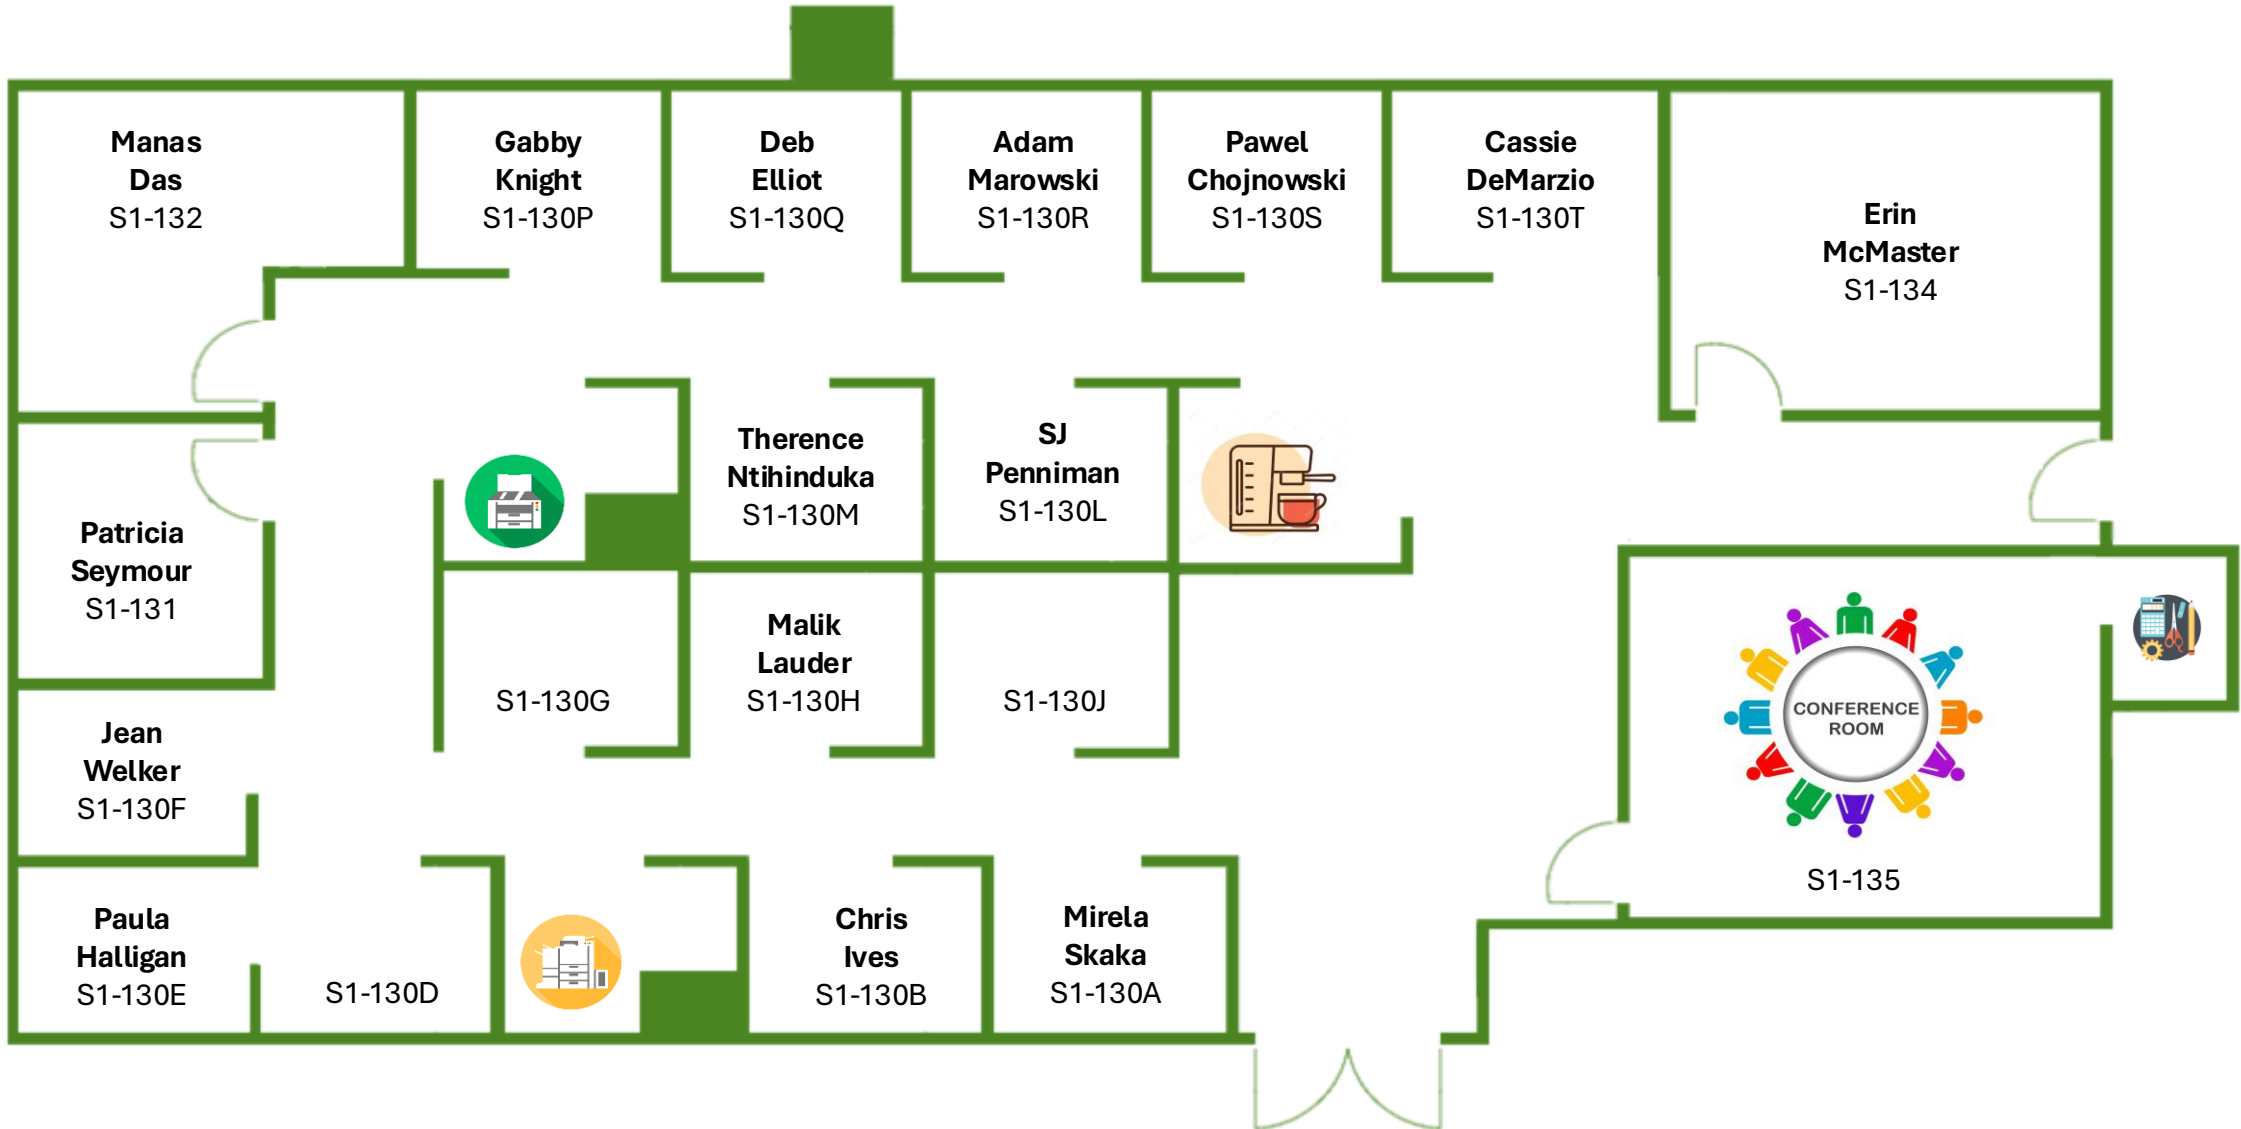 Manas
Das
S1-132
Gabby
Knight
S1-130P
Deb
Elliot
S1-130Q
Adam
Marowski
S1-130R
Pawel
Chojnowski
S1-130S
Cassie
DeMarzio
S1-130T
Erin
McMaster
S1-134
Therence
Ntihinduka
S1-130M
SJ
Penniman
S1-130L
Patricia
Seymour
S1-131
S1-130G
Malik
Lauder
S1-130H
S1-130J
CONFERENCE
ROOM
S1-135
Jean
Welker
S1-130F
Paula
Halligan
S1-130E
S1-130D
Chris
Ives
S1-130B
Mirela
Skaka
S1-130A